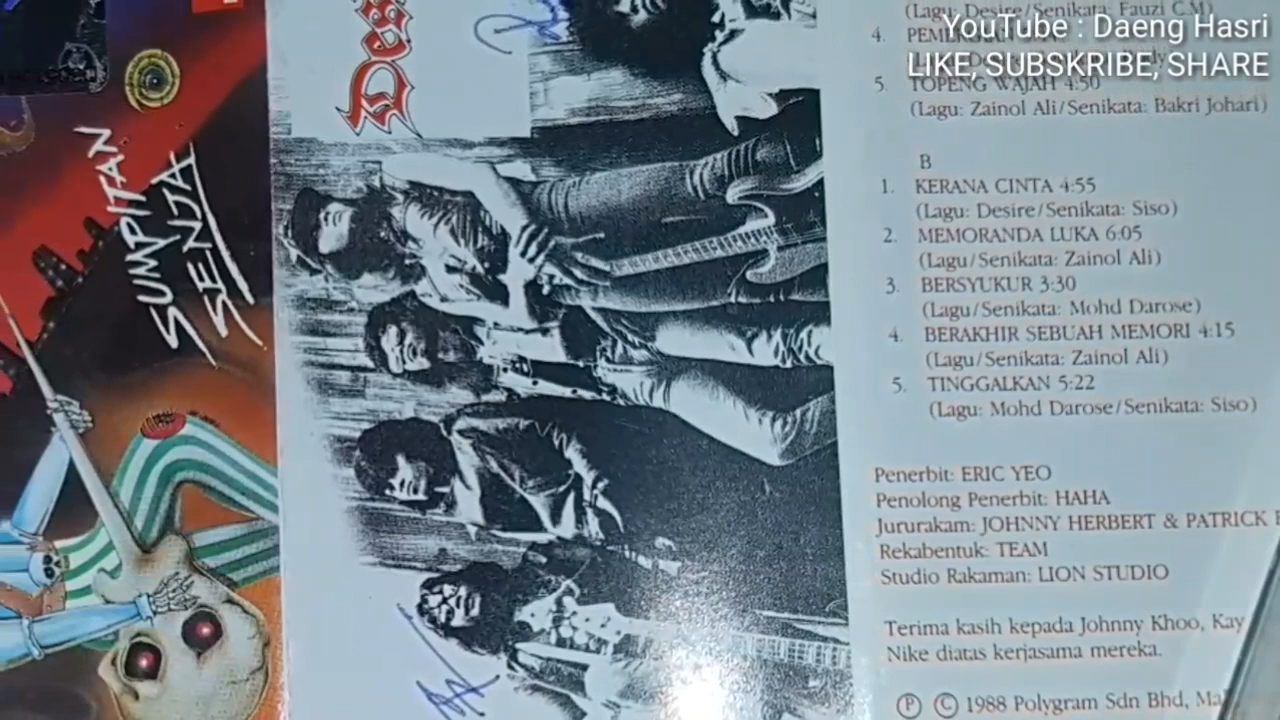 YouTube : Daeng Hasri
LIKE, SUBSKRIBE, SHARE
SUMPITAN
SENJA
(Lagu: Desire/Senikata: Fauzi C.M)
4.
5. TOPENG WAJAH 4:50
(Lagu: Zainol Ali/Senikata: Bakri Johari)
B
1. KERANA CINTA 4:55
(Lagu: Desire/Senikata: Siso)
2. MEMORANDA LUKA 6:05
(Lagu/Senikata: Zainol Ali)
3. BERSYUKUR 3:30
(Lagu/Senikata: Mohd Darose)
4. BERAKHIR SEBUAH MEMORI 4:15
(Lagu/Senikata: Zainol Ali)
5. TINGGALKAN 5:22
(Lagu: Mohd Darose/Senikata: Siso)
Penerbit: ERIC YEO
Penolong Penerbit: HAHA
Jururakam: JOHNNY HERBERT & PATRICK
Rekabentuk: TEAM
Studio Rakaman: LION STUDIO
Terima kasih kepada Johnny Khoo, Kay
Nike diatas kerjasama mereka.
Ⓟ © 1988 Polygram Sdn Bhd,